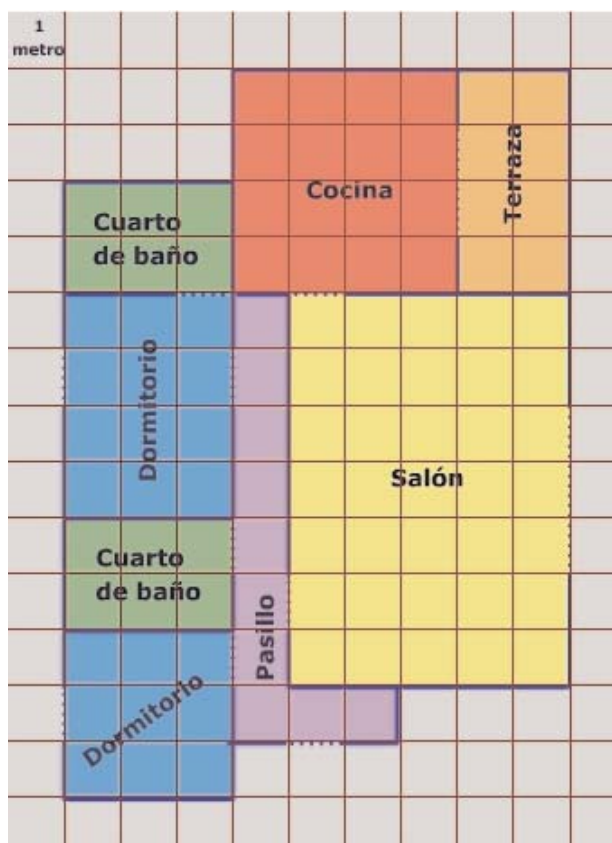 1
metro
Cocina
Terraza
Cuarto
de baño
Dormitorio
Salón
Cuarto
de baño
Pasillo
Dormitorio